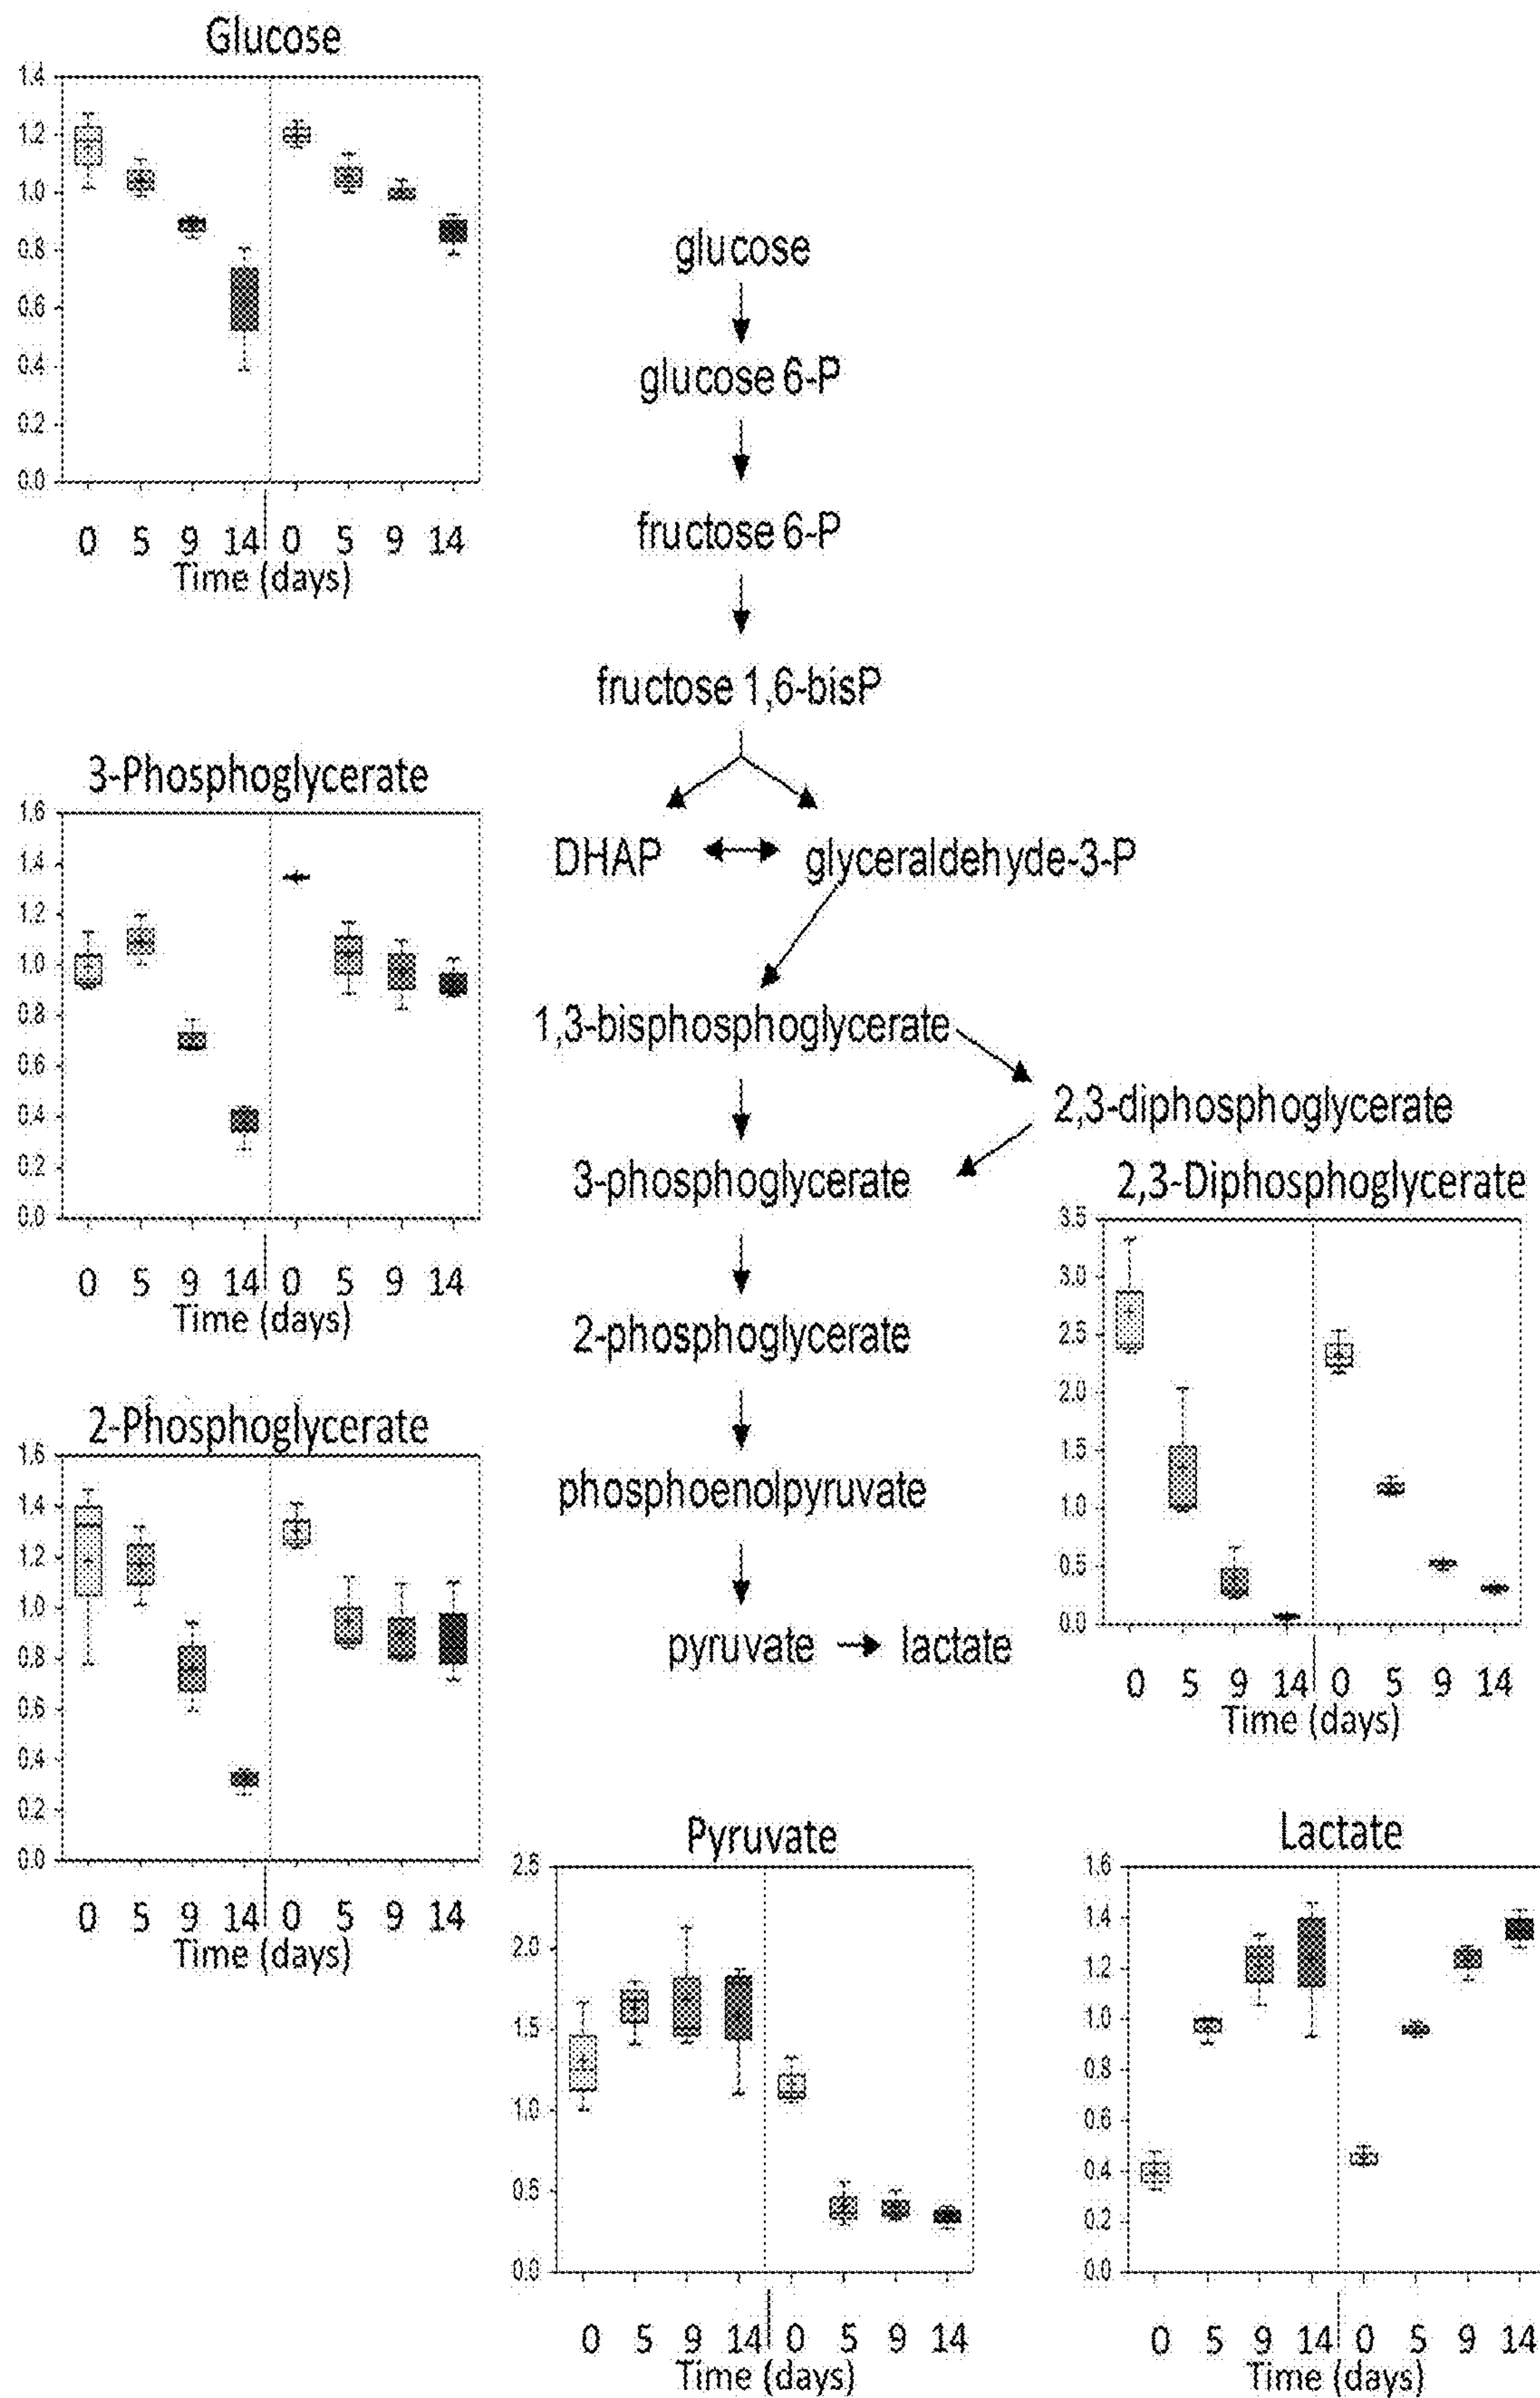 Glucose
1.4
1.2
1.0
0.8
0.6
0.4
0.2
0.0
0 5 9 14 0 5 9 14
Time (days)
glucose
glucose 6-P
fructose 6-P
fructose 1,6-bisP
DHAP glyceraldehyde-3-P
1,3-bisphosphoglycerate
2,3-diphosphoglycerate
3-phosphoglycerate
2-phosphoglycerate
phosphoenolpyruvate
pyruvate lactate
3-Phosphoglycerate
1.6
1.4
1.2
1.0
0.8
0.6
0.4
0.2
0.0
0 5 9 14 0 5 9 14
Time (days)
2,3-Diphosphoglycerate
3.5
3.0
2.5
2.0
1.5
1.0
0.5
0.0
0 5 9 14 0 5 9 14
Time (days)
2-Phosphoglycerate
1.6
1.4
1.2
1.0
0.8
0.6
0.4
0.2
0.0
0 5 9 14 0 5 9 14
Time (days)
Pyruvate
2.5
2.0
1.5
1.0
0.5
0.0
0 5 9 14 0 5 9 14
Time (days)
Lactate
1.6
1.4
1.2
1.0
0.8
0.6
0.4
0.2
0.0
0 5 9 14 0 5 9 14
Time (days)